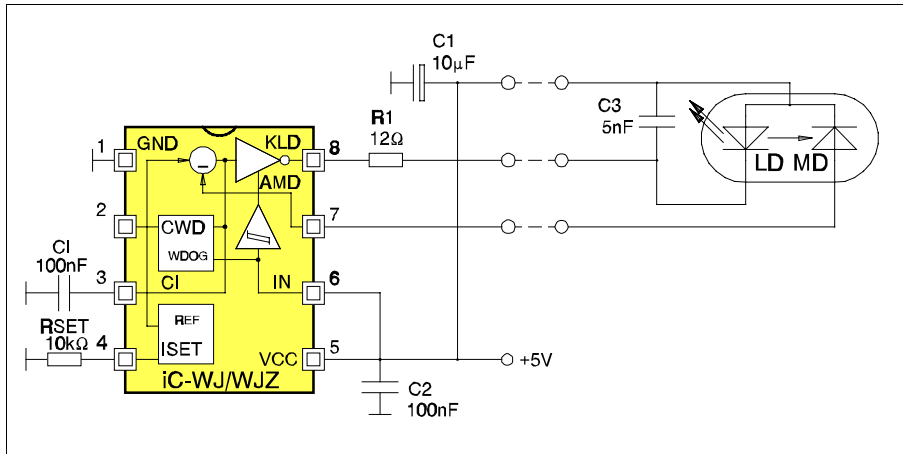 C1
10µF
R1
12Ω
C3
5nF
LD MD
1
GND
KLD
8
AMD
2
CWD
WDOG
7
CI
100nF
3
CI
IN
6
RSET
10kΩ
4
REF
ISET
VCC
5
+5V
iC-WJ/WJZ
C2
100nF
–